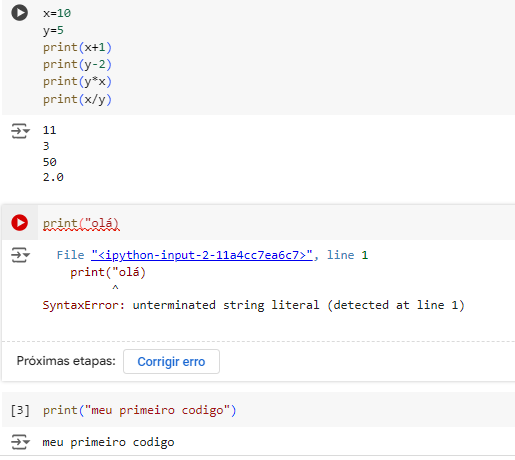 x=10
y=5
print(x+1)
print(y-2)
print(y*x)
print(x/y)
11
3
50
2.0
print("olá)
File "<ipython-input-2-11a4cc7ea6c7>", line 1
print("olá)
^
SyntaxError: unterminated string literal (detected at line 1)
Próximas etapas: Corrigir erro
[3] print("meu primeiro codigo")
meu primeiro codigo